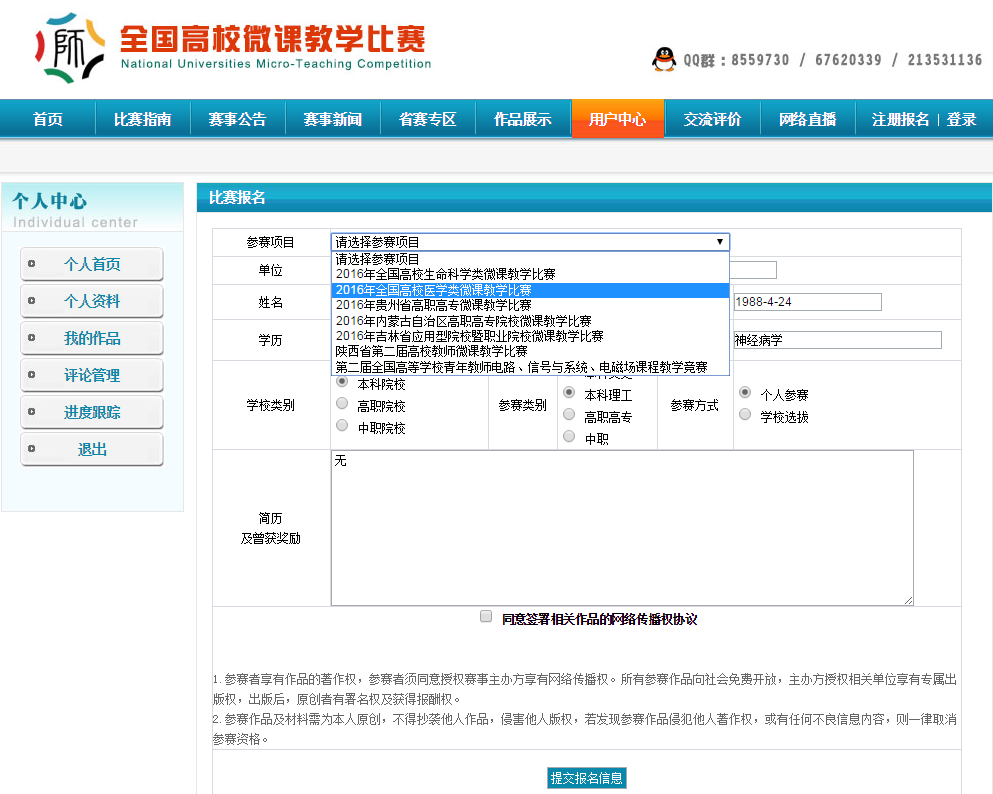 师
全国高校微课教学比赛
National Universities Micro-Teaching Competition
QQ群：8559730 / 67620339 / 213531136
首页 比赛指南 赛事公告 赛事新闻 省赛专区 作品展示 用户中心 交流评价 网络直播 注册报名 | 登录
个人中心
Individual center
个人首页
个人资料
我的作品
评论管理
进度跟踪
退出
比赛报名
参赛项目 请选择参赛项目
请选择参赛项目
2016年全国高校生命科学类微课教学比赛
2016年全国高校医学类微课教学比赛
2016年贵州省高职高专微课教学比赛
2016年内蒙古自治区高职高专院校微课教学比赛
2016年吉林省应用型院校暨职业院校微课教学比赛
陕西省第二届高校教师微课教学比赛
第二届全国高等学校青年教师电路、信号与系统、电磁场课程教学竞赛
单位
姓名 1988-4-24
学历 神经病学
学校类别
本科院校
高职院校
中职院校
参赛类别
本科理工
高职高专
中职
参赛方式
个人参赛
学校选拔
简历
及曾获奖励
无
同意签署相关作品的网络传播权协议
1. 参赛者享有作品的著作权，参赛者须同意授权赛事主办方享有网络传播权。所有参赛作品向社会免费开放，主办方授权相关单位享有专属出
版权，出版后，原创者有署名权及获得报酬权。
2. 参赛作品及材料需为本人原创，不得抄袭他人作品，侵害他人版权，若发现参赛作品侵犯他人著作权，或有任何不良信息内容，则一律取消
参赛资格。
提交报名信息